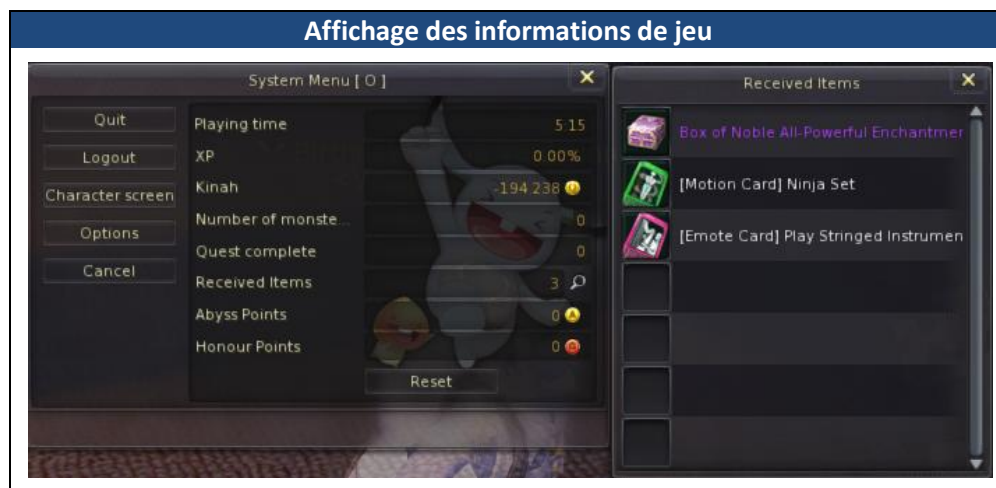 Affichage des informations de jeu
System Menu [ O ]
Quit
Logout
Character screen
Options
Cancel
Playing time 5:15
XP 0.00%
Kinah -194 238
Number of monste...
0
Quest complete 0
Received Items 3
Abyss Points 0
Honour Points 0
Reset
Received Items
Box of Noble All-Powerful Enchantmer
[Motion Card] Ninja Set
[Emote Card] Play Stringed Instrumen